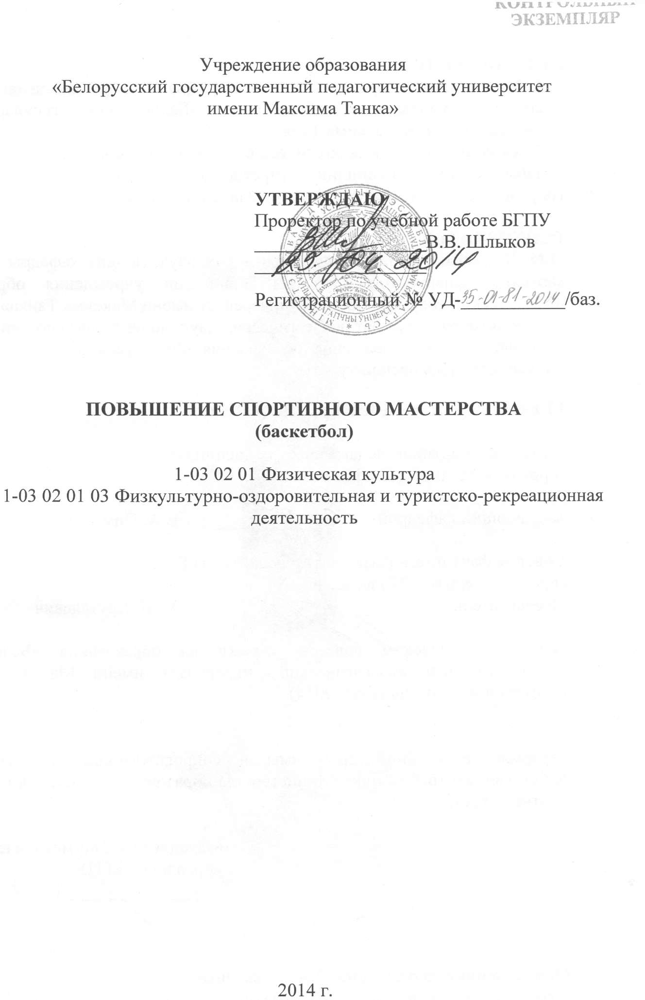 КОНТРОЛЬНЫЙ
ЭКЗЕМПЛЯР
Учреждение образования
«Белорусский государственный педагогический университет
имени Максима Танка»
УТВЕРЖДАЮ
Проректор по учебной работе БГПУ
В.В. Шлыков
23. 04. 2014
Регистрационный № УД-35-01-81-2014/баз.
ПОВЫШЕНИЕ СПОРТИВНОГО МАСТЕРСТВА
(баскетбол)
1-03 02 01 Физическая культура
1-03 02 01 03 Физкультурно-оздоровительная и туристско-рекреационная
деятельность
2014 г.